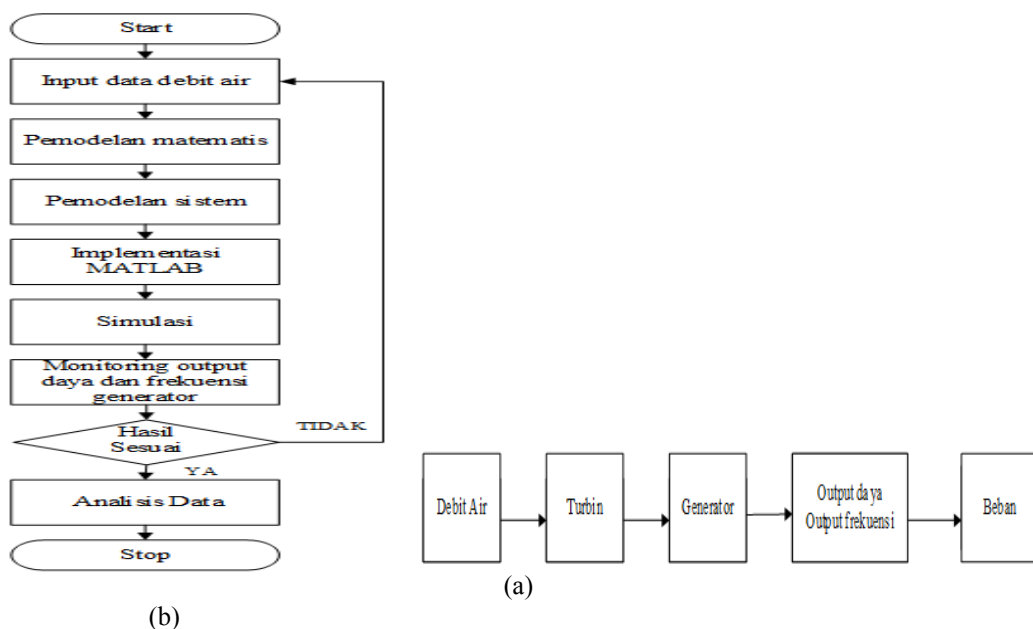 Start
Input data debit air
Pemodelan matematis
Pemodelan sistem
Implementasi
MATLAB
Simulasi
Monitoring output
daya dan frekuensi
generator
Hasil
Sesuai
TIDAK
YA
Analisis Data
Stop
(b)
Debit Air
Turbin
Generator
Output daya
Output frekuensi
Beban
(a)